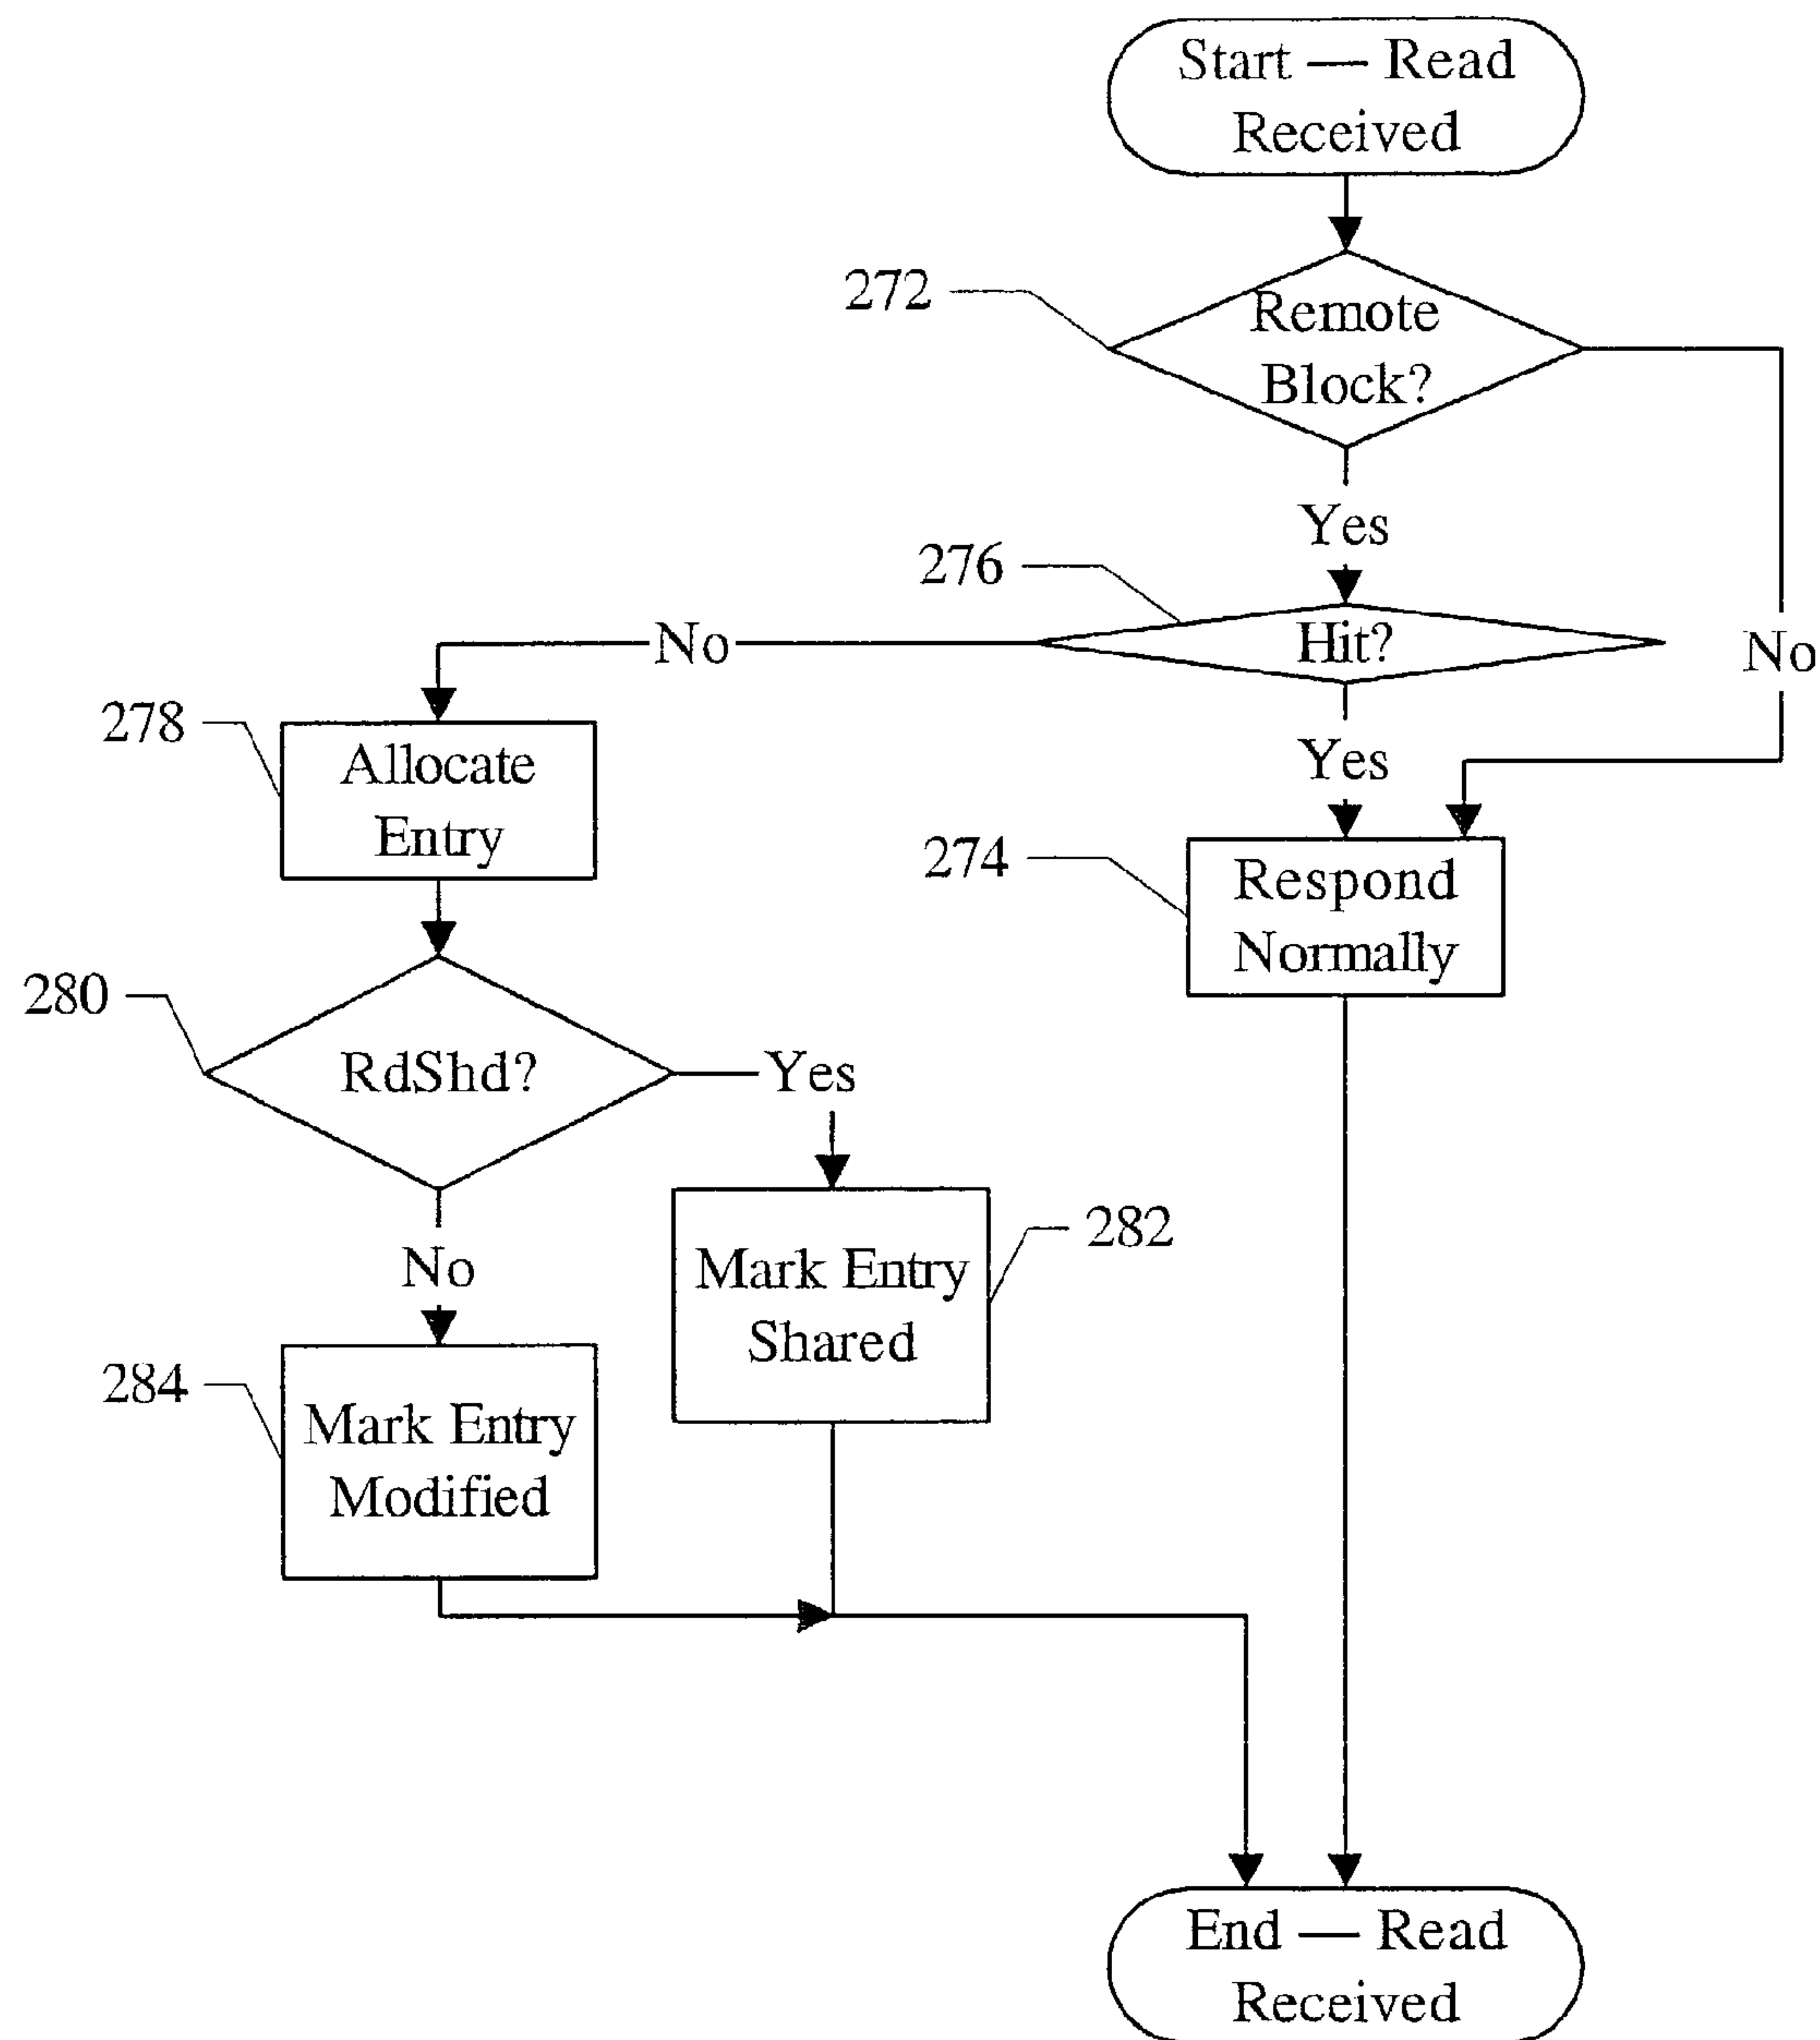 Start — Read
Received
272
Remote
Block?
Yes
276
Hit?
No
No
278
Allocate
Entry
Yes
274
Respond
Normally
280
RdShd?
Yes
282
Mark Entry
Shared
No
284
Mark Entry
Modified
End — Read
Received